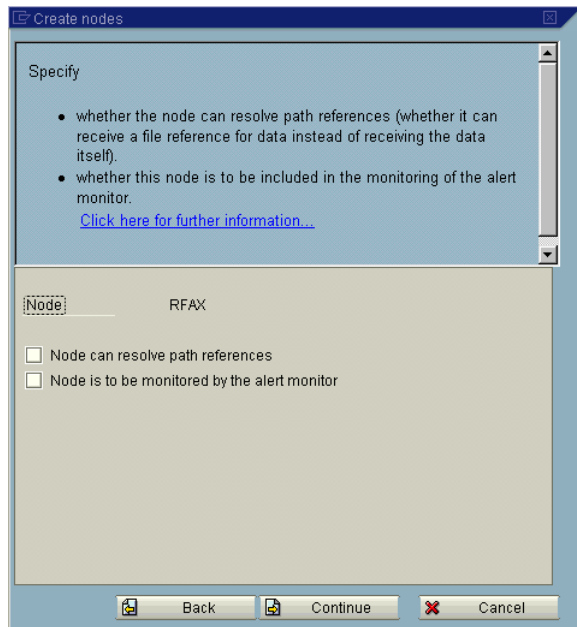 Create nodes
Specify
• whether the node can resolve path references (whether it can
receive a file reference for data instead of receiving the data
itself).
• whether this node is to be included in the monitoring of the alert
monitor.
Click here for further information...
Node RFAX
Node can resolve path references
Node is to be monitored by the alert monitor
Back Continue Cancel